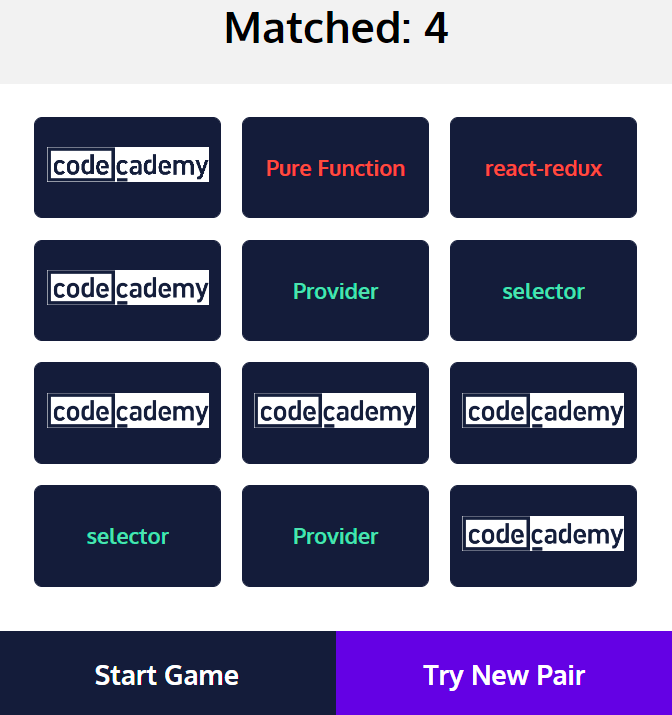 Matched: 4
codecademy Pure Function react-redux
codecademy Provider selector
codecademy codecademy codecademy
selector Provider codecademy
Start Game Try New Pair